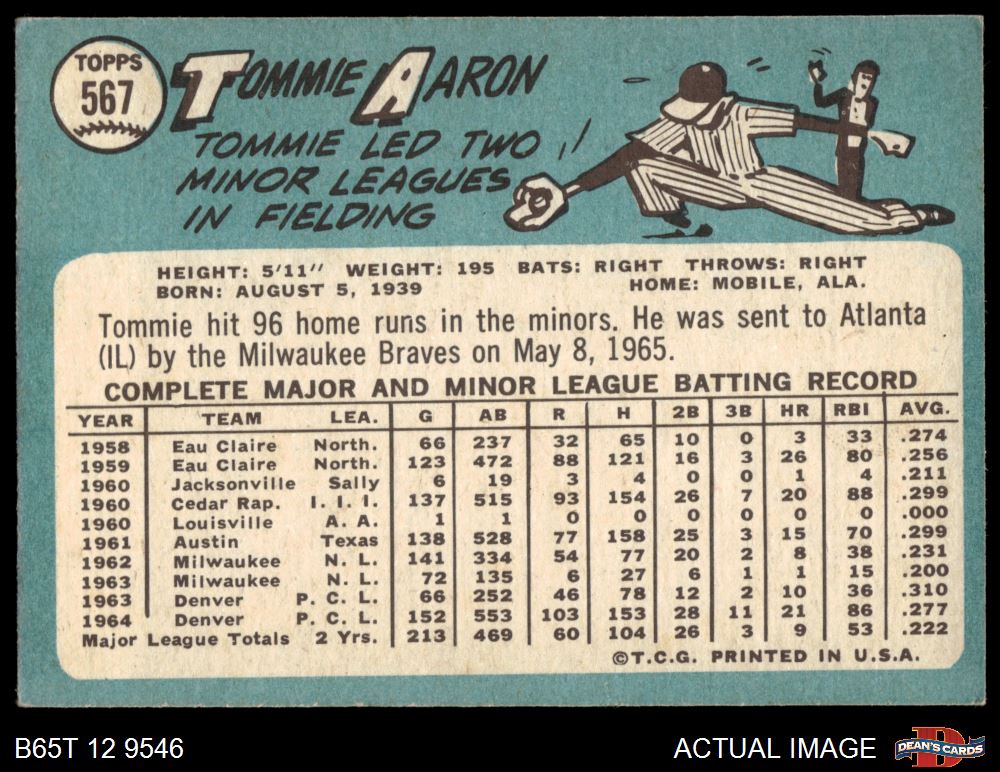 TOPPS
567
TOMMIE AARON
TOMMIE LED TWO
MINOR LEAGUES
IN FIELDING
HEIGHT: 5'11" WEIGHT: 195 BATS: RIGHT THROWS: RIGHT
BORN: AUGUST 5, 1939 HOME: MOBILE, ALA.
Tommie hit 96 home runs in the minors. He was sent to Atlanta
(IL) by the Milwaukee Braves on May 8, 1965.
COMPLETE MAJOR AND MINOR LEAGUE BATTING RECORD
YEAR TEAM LEA. G AB R H 2B 3B HR RBI AVG.
1958 Eau Claire North. 66 237 32 65 10 0 3 33 .274
1959 Eau Claire North. 123 472 88 121 16 3 26 80 .256
1960 Jacksonville Sally 6 19 3 4 0 0 1 4 .211
1960 Cedar Rap. I. I. I. 137 515 93 154 26 7 20 88 .299
1960 Louisville A. A. 1 1 0 0 0 0 0 0 .000
1961 Austin Texas 138 528 77 158 25 3 15 70 .299
1962 Milwaukee N. L. 141 334 54 77 20 2 8 38 .231
1963 Milwaukee N. L. 72 135 6 27 6 1 1 15 .200
1963 Denver P. C. L. 66 252 46 78 12 2 10 36 .310
1964 Denver P. C. L. 152 553 103 153 28 11 21 86 .277
Major League Totals 2 Yrs. 213 469 60 104 26 3 9 53 .222
©T.C.G. PRINTED IN U.S.A.
B65T 12 9546 ACTUAL IMAGE
D
DEAN'S CARDS